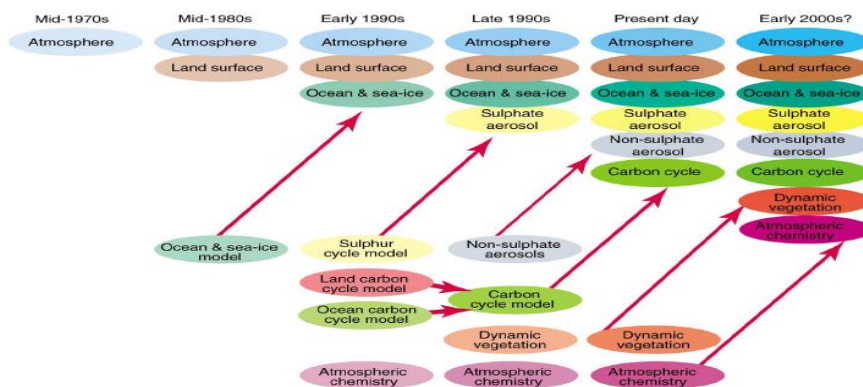 Mid-1970s Mid-1980s Early 1990s Late 1990s Present day Early 2000s?
Atmosphere Atmosphere Atmosphere Atmosphere Atmosphere Atmosphere
Land surface Land surface Land surface Land surface Land surface
Ocean & sea-ice Ocean & sea-ice Ocean & sea-ice Ocean & sea-ice
Sulphate Sulphate Sulphate
aerosol aerosol aerosol
Non-sulphate Non-sulphate
aerosol aerosol
Carbon cycle Carbon cycle
Dynamic
vegetation
Atmospheric
chemistry
Ocean & sea-ice Sulphur Non-sulphate
model cycle model aerosols
Land carbon
cycle model
Carbon
cycle model
Ocean carbon
cycle model
Dynamic Dynamic
vegetation vegetation
Atmospheric Atmospheric Atmospheric
chemistry chemistry chemistry